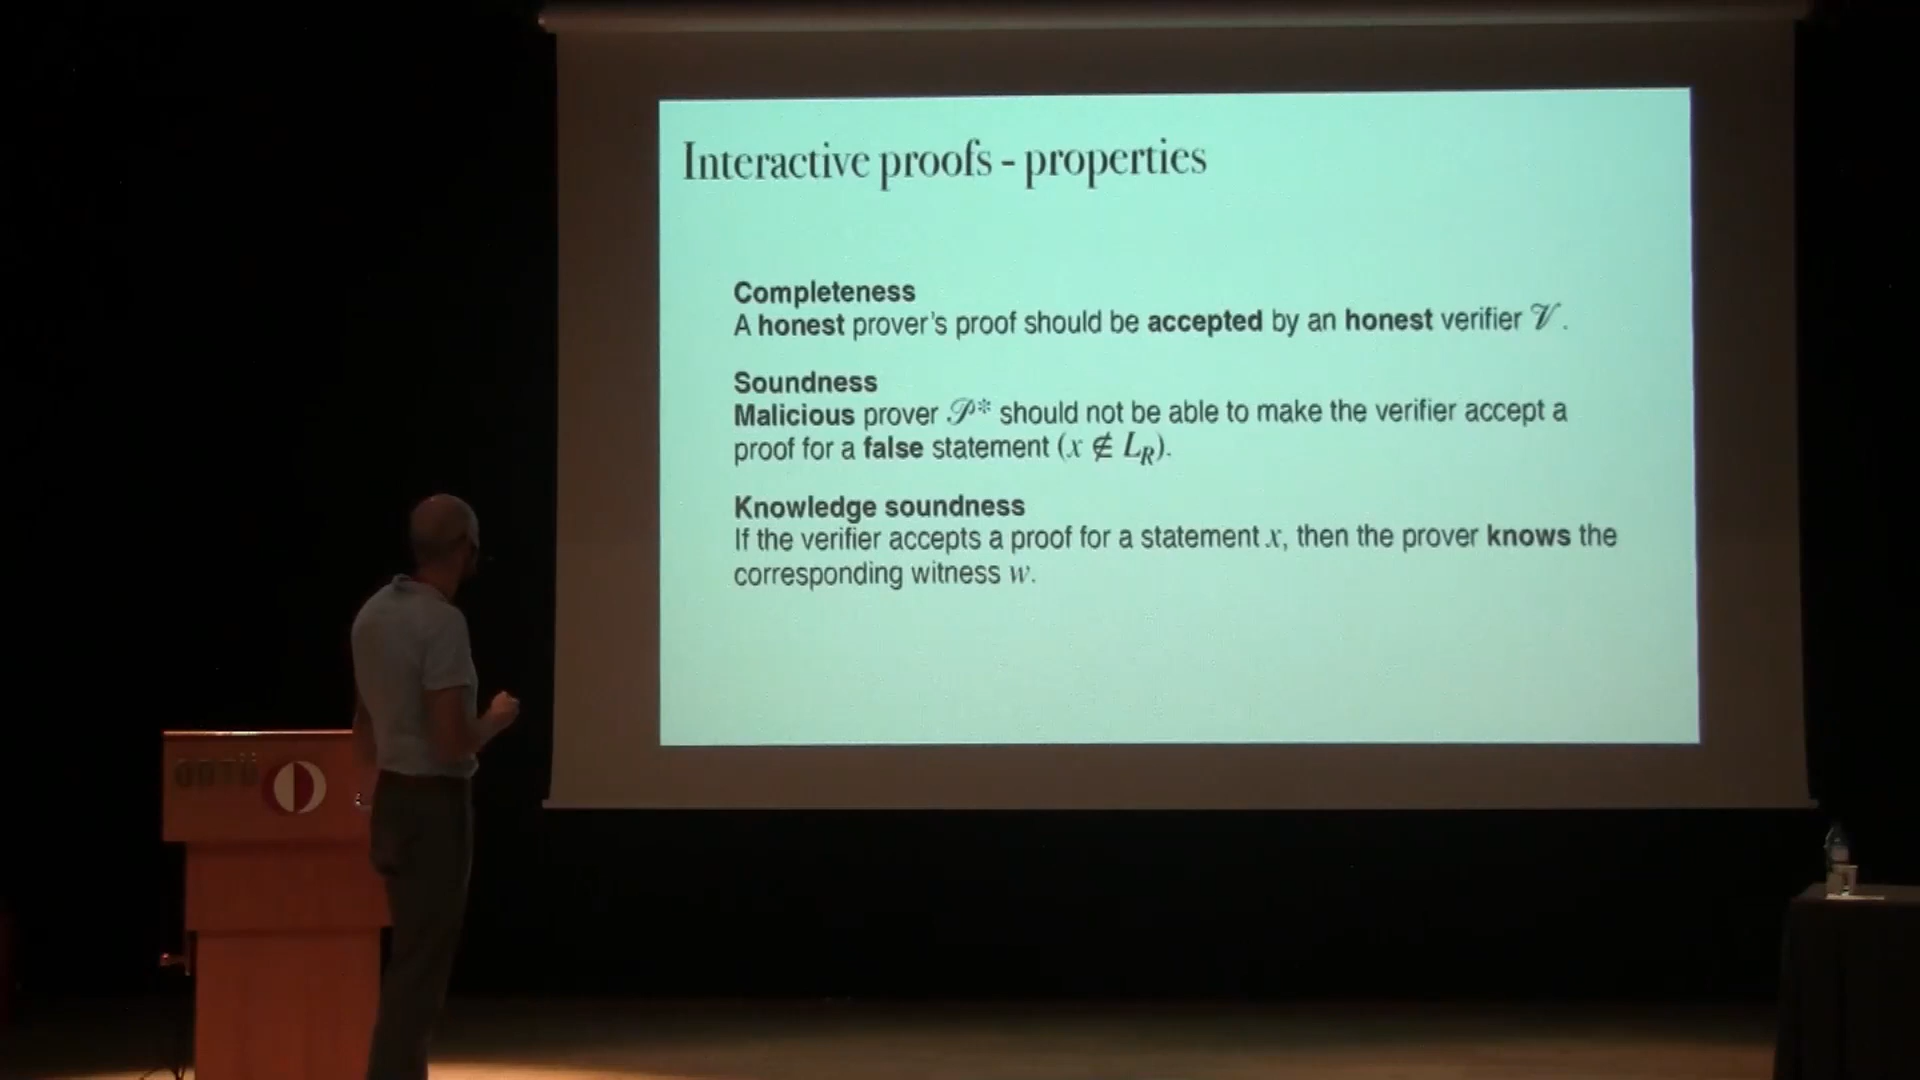 Interactive proofs - properties
Completeness
A honest prover's proof should be accepted by an honest verifier 𝒱 .
Soundness
Malicious prover 𝒫* should not be able to make the verifier accept a
proof for a false statement (x ∉ L_R).
Knowledge soundness
If the verifier accepts a proof for a statement x, then the prover knows the
corresponding witness w.
ODTÜ